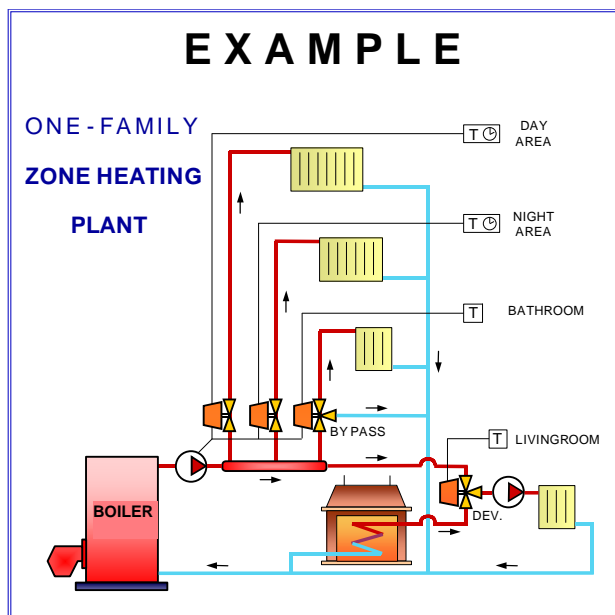 EXAMPLE
ONE-FAMILY
ZONE HEATING
PLANT
T
DAY
AREA
T
NIGHT
AREA
T
BATHROOM
BY PASS
T
LIVINGROOM
BOILER
DEV.